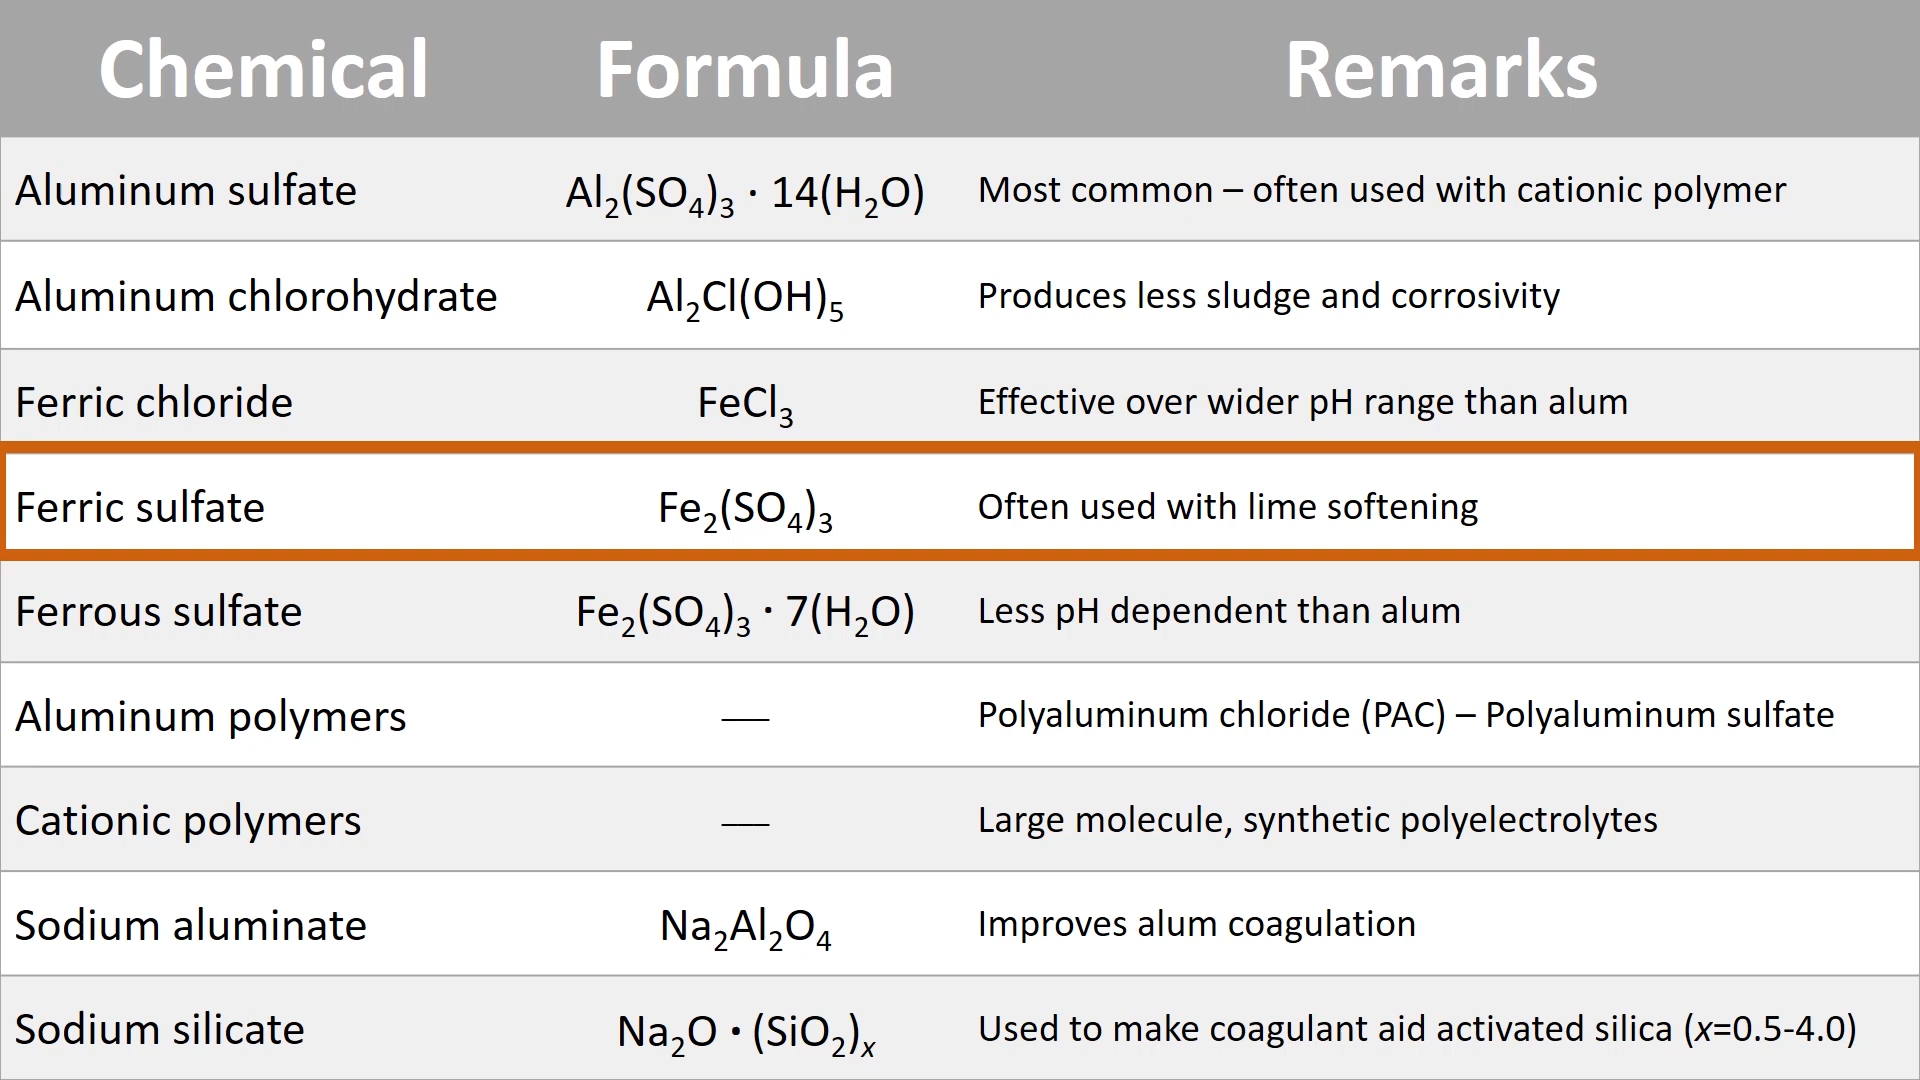 Chemical Formula Remarks
Aluminum sulfate Al₂(SO₄)₃ · 14(H₂O) Most common – often used with cationic polymer
Aluminum chlorohydrate Al₂Cl(OH)₅ Produces less sludge and corrosivity
Ferric chloride FeCl₃ Effective over wider pH range than alum
Ferric sulfate Fe₂(SO₄)₃ Often used with lime softening
Ferrous sulfate Fe₂(SO₄)₃ · 7(H₂O) Less pH dependent than alum
Aluminum polymers — Polyaluminum chloride (PAC) – Polyaluminum sulfate
Cationic polymers — Large molecule, synthetic polyelectrolytes
Sodium aluminate Na₂Al₂O₄ Improves alum coagulation
Sodium silicate Na₂O · (SiO₂)ₓ Used to make coagulant aid activated silica (x=0.5-4.0)